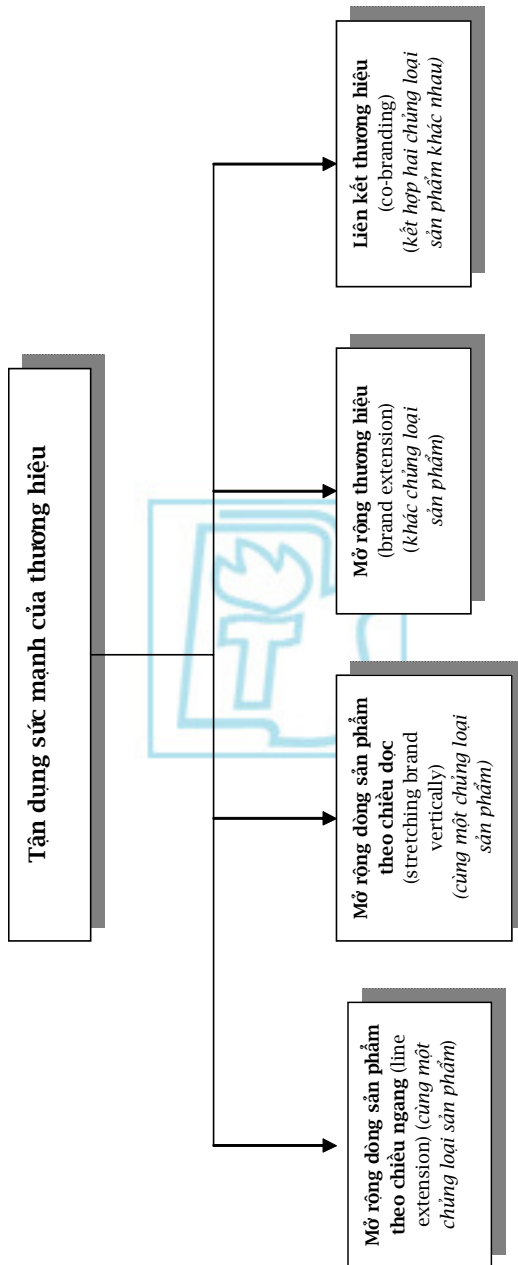 Tận dụng sức mạnh của thương hiệu
Mở rộng dòng sản phẩm
theo chiều ngang (line
extension) (cùng một
chủng loại sản phẩm)
Mở rộng dòng sản phẩm
theo chiều dọc
(stretching brand
vertically)
(cùng một chủng loại
sản phẩm)
Mở rộng thương hiệu
(brand extension)
(khác chủng loại
sản phẩm)
Liên kết thương hiệu
(co-branding)
(kết hợp hai chủng loại
sản phẩm khác nhau)